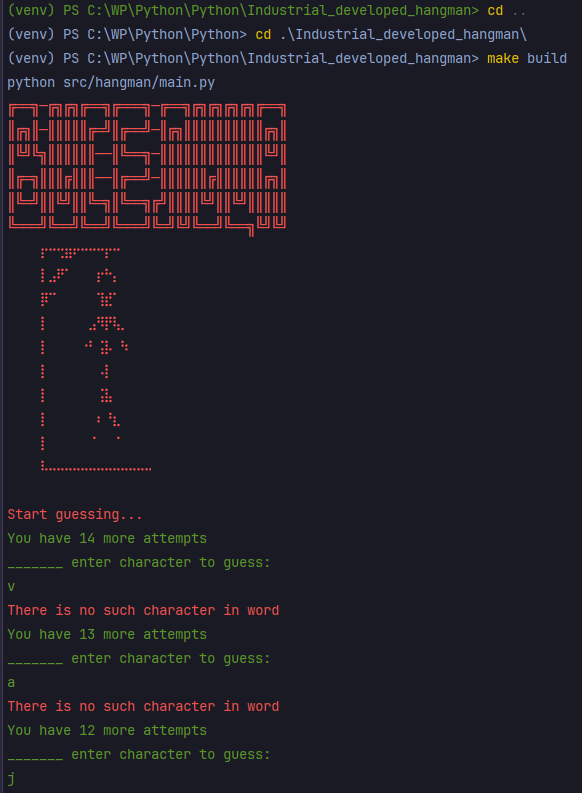 (venv) PS C:\WP\Python\Python\Industrial_developed_hangman> cd ..
(venv) PS C:\WP\Python\Python> cd .\Industrial_developed_hangman\
(venv) PS C:\WP\Python\Python\Industrial_developed_hangman> make build
python src/hangman/main.py
Start guessing...
You have 14 more attempts
_______ enter character to guess:
v
There is no such character in word
You have 13 more attempts
_______ enter character to guess:
a
There is no such character in word
You have 12 more attempts
_______ enter character to guess:
j